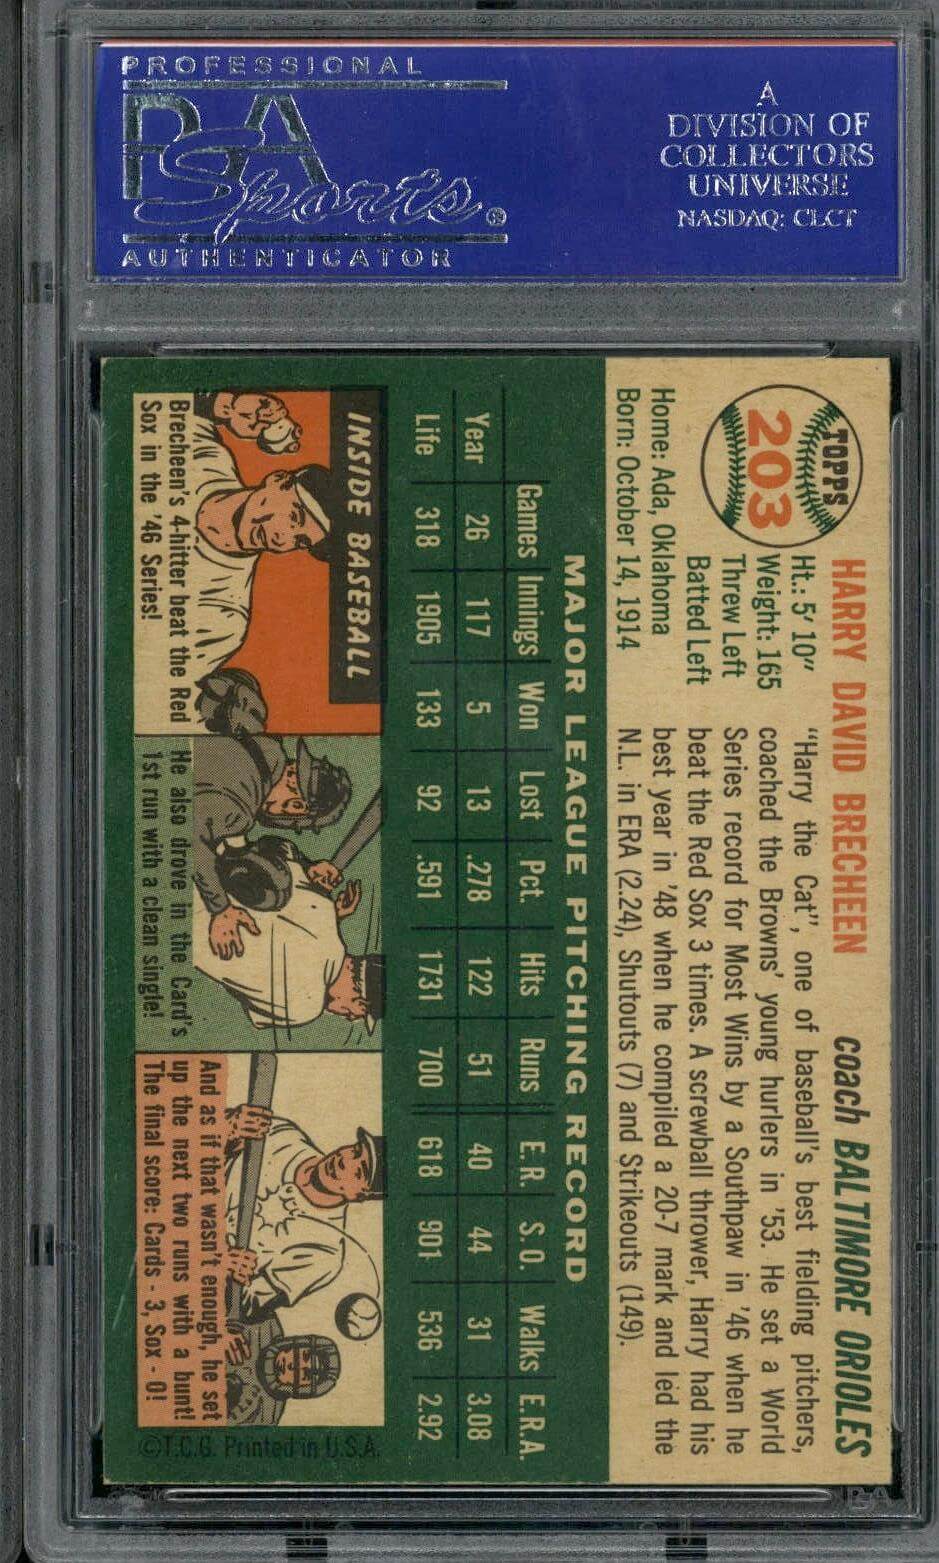 PROFESSIONAL
PSA
Sports®
AUTHENTICATOR
A
DIVISION OF
COLLECTORS
UNIVERSE
NASDAQ: CLCT
TOPPS
203
HARRY DAVID BRECHEEN
coach BALTIMORE ORIOLES
Ht.: 5' 10"
Weight: 165
Threw Left
Batted Left
Home: Ada, Oklahoma
Born: October 14, 1914
"Harry the Cat", one of baseball's best fielding pitchers,
coached the Browns' young hurlers in '53. He set a World
Series record for Most Wins by a Southpaw in '46 when he
beat the Red Sox 3 times. A screwball thrower, Harry had his
best year in '48 when he compiled a 20-7 mark and led the
N.L. in ERA (2.24), Shutouts (7) and Strikeouts (149).
MAJOR LEAGUE PITCHING RECORD
Games Innings Won Lost Pct. Hits Runs E.R. S.O. Walks E.R.A.
Year 26 117 5 13 .278 122 51 40 44 31 3.08
Life 318 1905 133 92 .591 1731 700 618 901 536 2.92
INSIDE BASEBALL
Brecheen's 4-hitter beat the Red
Sox in the '46 Series!
He also drove in the Card's
1st run with a clean single!
And as if that wasn't enough, he set
up the next two runs with a bunt!
The final score: Cards - 3, Sox - 0!
©T.C.G. Printed in U.S.A.
PSA